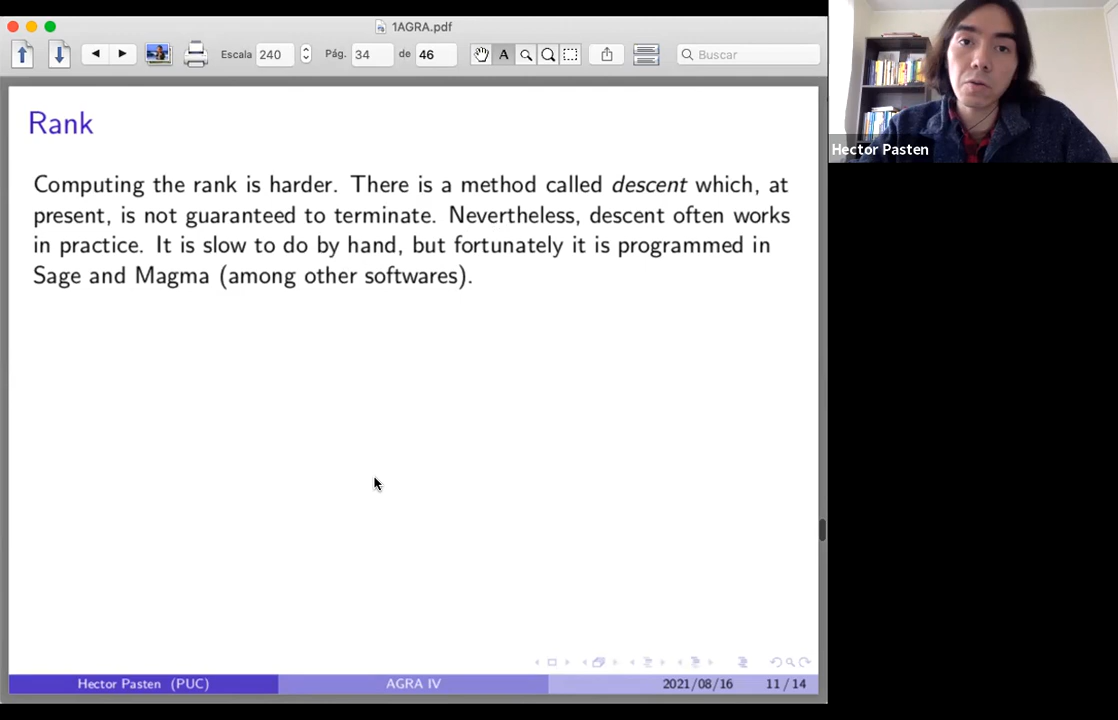 1AGRA.pdf
Escala 240 Pág. 34 de 46 A Buscar
Rank
Computing the rank is harder. There is a method called descent which, at
present, is not guaranteed to terminate. Nevertheless, descent often works
in practice. It is slow to do by hand, but fortunately it is programmed in
Sage and Magma (among other softwares).
Hector Pasten (PUC) AGRA IV 2021/08/16 11 / 14
Hector Pasten